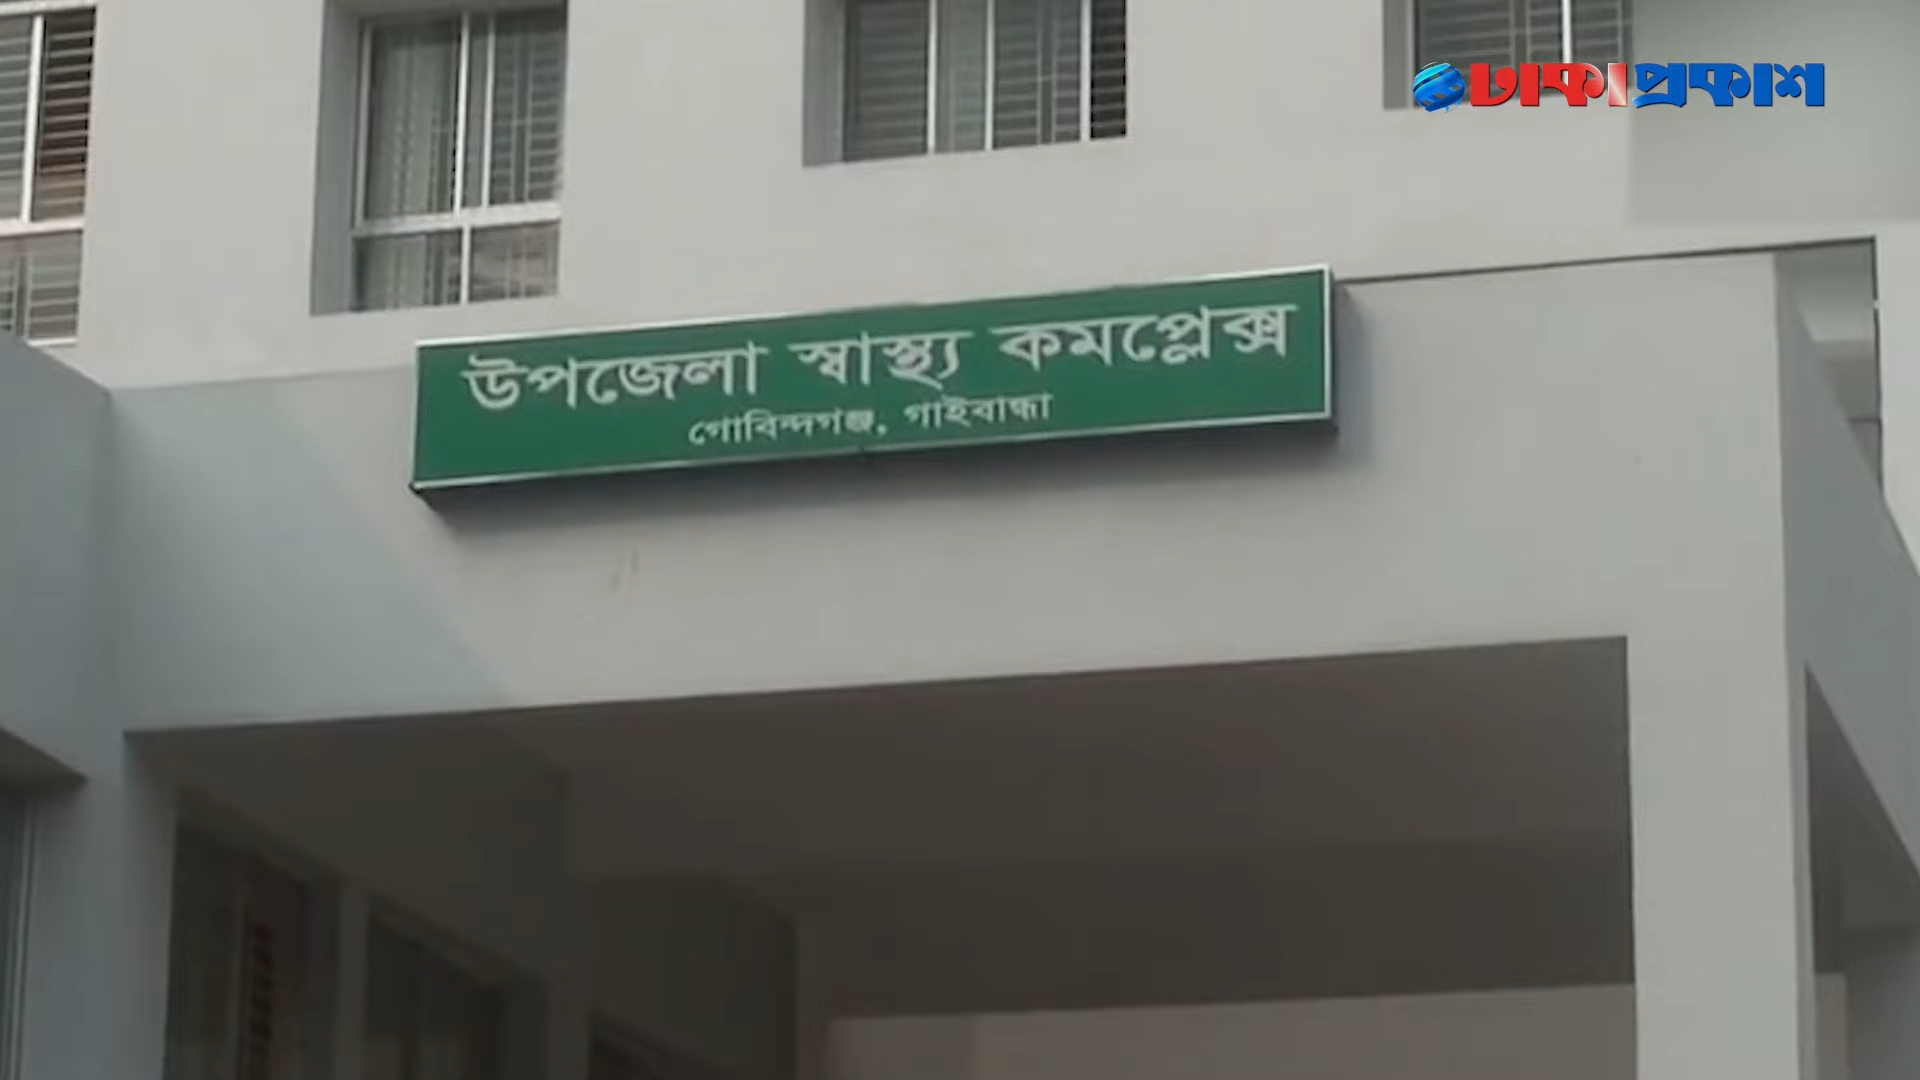 ঢাকাপ্রকাশ
উপজেলা স্বাস্থ্য কমপ্লেক্স
গোবিন্দগঞ্জ, গাইবান্ধা